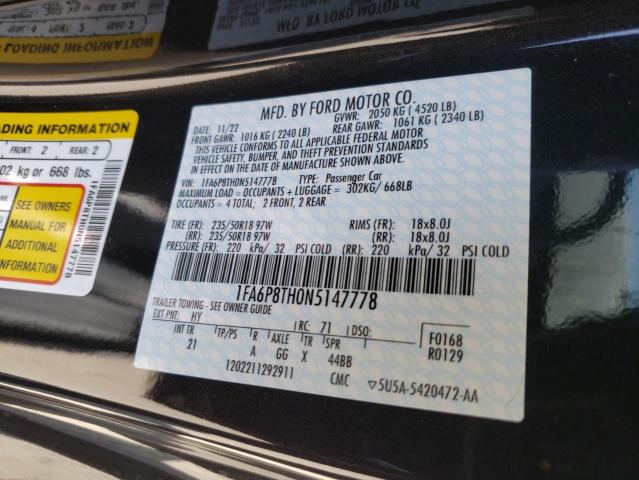 LOADING INFORMATION
ADING INFORMATION
FRONT: 2 REAR: 2
02 kg or 668 lbs.
SEE OWNERS
MANUAL FOR
ADDITIONAL
INFORMATION
1FA6P8TH0N5147778
MFD. BY FORD MOTOR CO.
DATE: 11/22 GVWR: 2050 KG ( 4520 LB)
FRONT GAWR: 1016 KG ( 2240 LB) REAR GAWR: 1061 KG ( 2340 LB)
THIS VEHICLE CONFORMS TO ALL APPLICABLE FEDERAL MOTOR
VEHICLE SAFETY, BUMPER, AND THEFT PREVENTION STANDARDS
IN EFFECT ON THE DATE OF MANUFACTURE SHOWN ABOVE.
VIN: 1FA6P8TH0N5147778 TYPE: Passenger Car
MAXIMUM LOAD = OCCUPANTS + LUGGAGE = 302KG/ 668LB
OCCUPANTS = 4 TOTAL: 2 FRONT, 2 REAR
TIRE (FR): 235/50R18 97W RIMS (FR): 18x8.0J
(RR): 235/50R18 97W (RR): 18x8.0J
PRESSURE (FR): 220 kPa/ 32 PSI COLD (RR): 220 kPa/ 32 PSI COLD
1FA6P8TH0N5147778
TRAILER TOWING - SEE OWNER GUIDE
EXT PNT: HY RC: 71 DSO: F0168
INT TR TP/PS R AXLE TR SPR R0129
21 A GG X 44BB
1202211292911 CMC ▽5U5A-5420472-AA